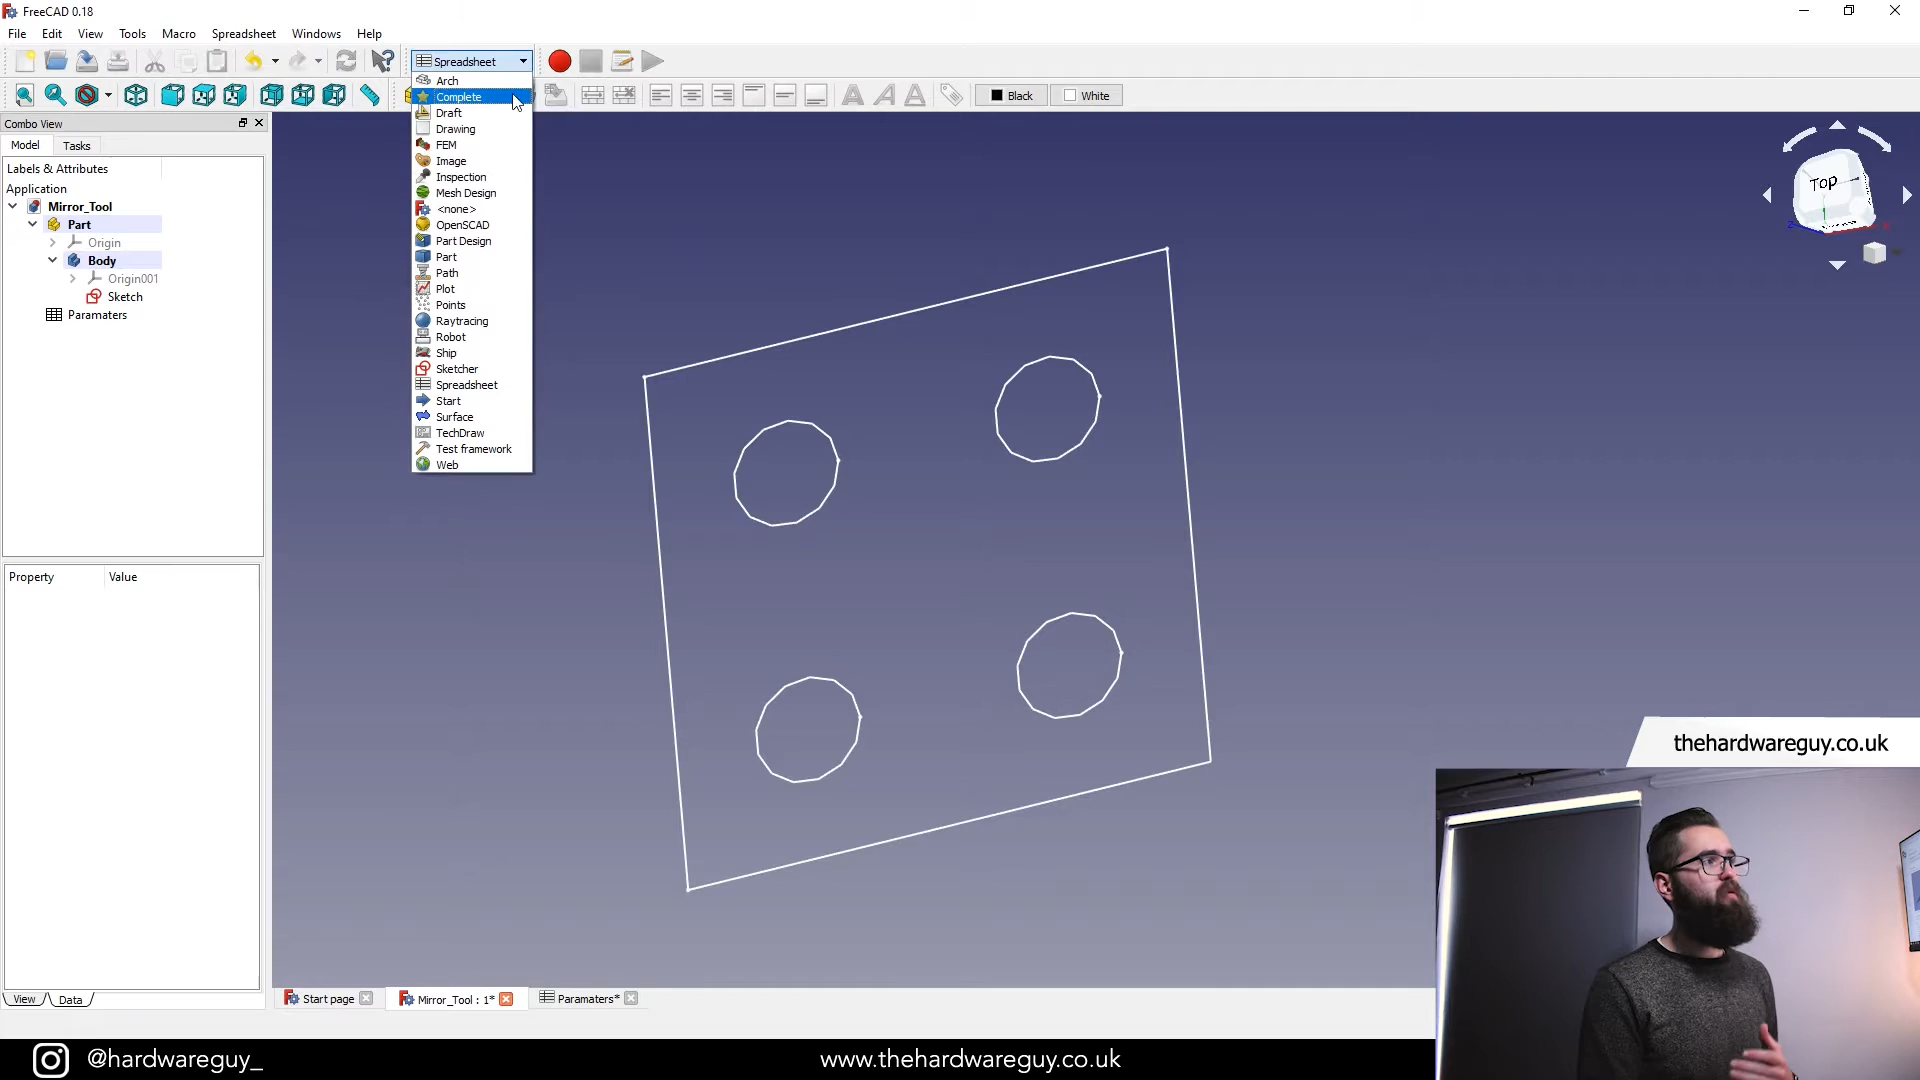 FreeCAD 0.18
File Edit View Tools Macro Spreadsheet Windows Help
Spreadsheet
Arch
Complete
Draft
Drawing
FEM
Image
Inspection
Mesh Design
<none>
OpenSCAD
Part Design
Part
Path
Plot
Points
Raytracing
Robot
Ship
Sketcher
Spreadsheet
Start
Surface
TechDraw
Test framework
Web
Black White
Combo View
Model Tasks
Labels & Attributes
Application
Mirror_Tool
Part
Origin
Body
Origin001
Sketch
Paramaters
Property Value
View Data
TOP
Start page Mirror_Tool : 1* Paramaters*
thehardwareguy.co.uk
@hardwareguy_
www.thehardwareguy.co.uk